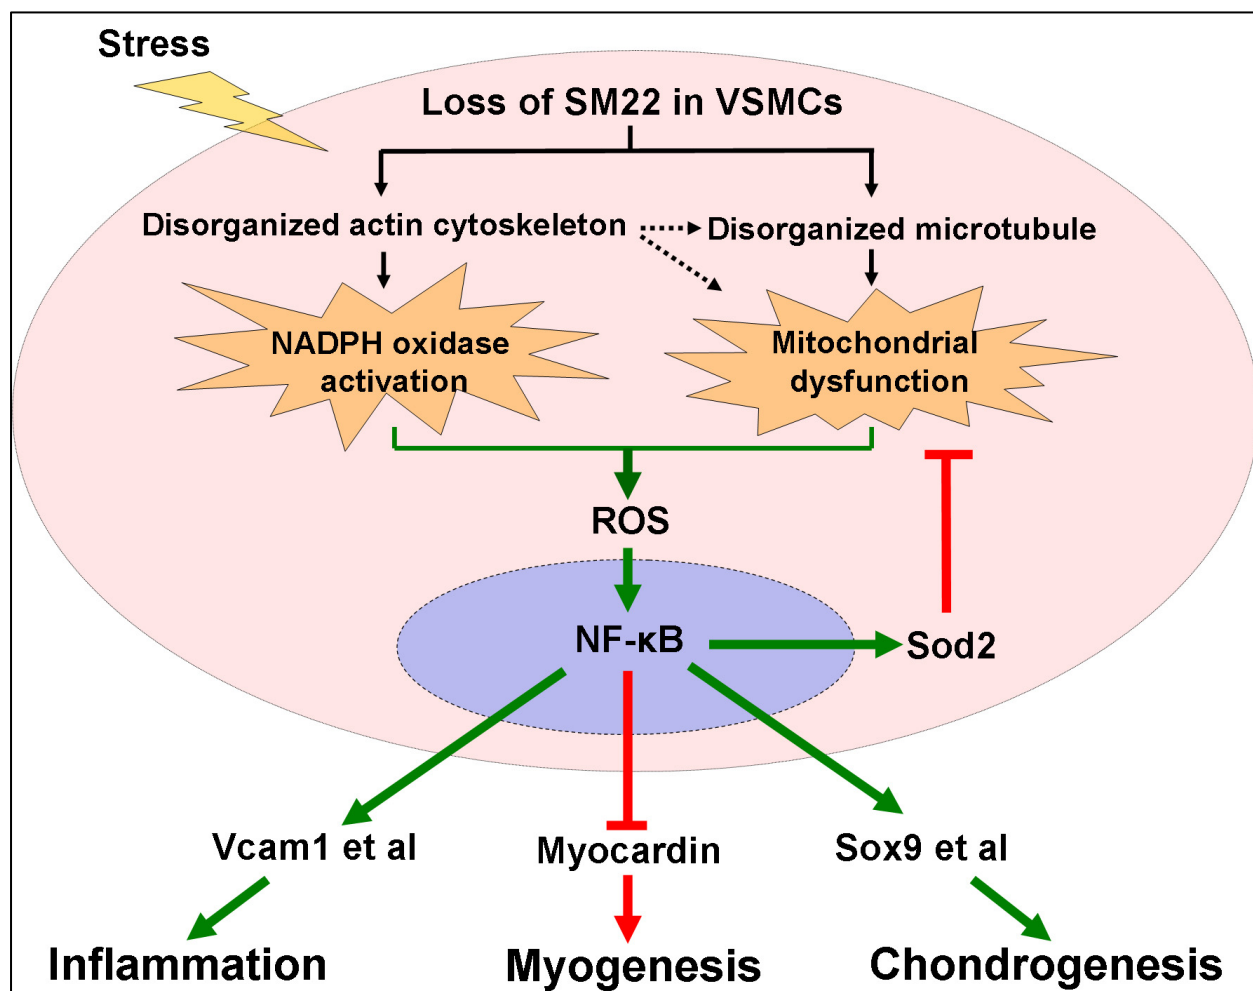 Stress
Loss of SM22 in VSMCs
Disorganized actin cytoskeleton
Disorganized microtubule
NADPH oxidase
activation
Mitochondrial
dysfunction
ROS
NF-κB
Sod2
Vcam1 et al
Myocardin
Sox9 et al
Inflammation
Myogenesis
Chondrogenesis